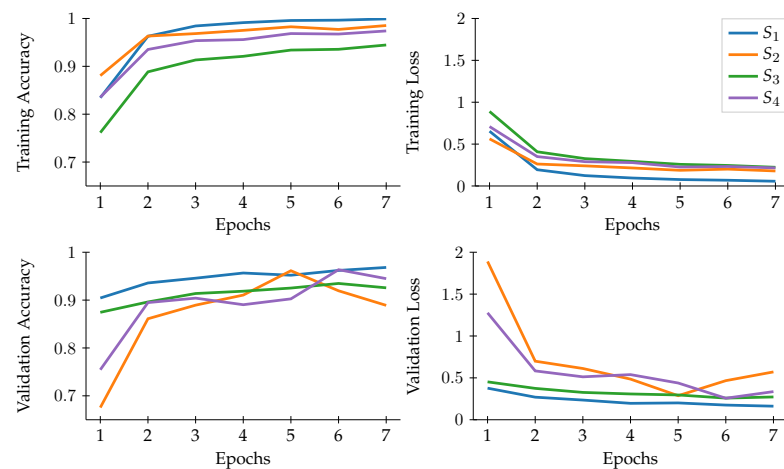 Training Accuracy
1
0.9
0.8
0.7
1 2 3 4 5 6 7
Epochs
Training Loss
2
1.5
1
0.5
0
1 2 3 4 5 6 7
Epochs
S₁
S₂
S₃
S₄
Validation Accuracy
1
0.9
0.8
0.7
1 2 3 4 5 6 7
Epochs
Validation Loss
2
1.5
1
0.5
0
1 2 3 4 5 6 7
Epochs